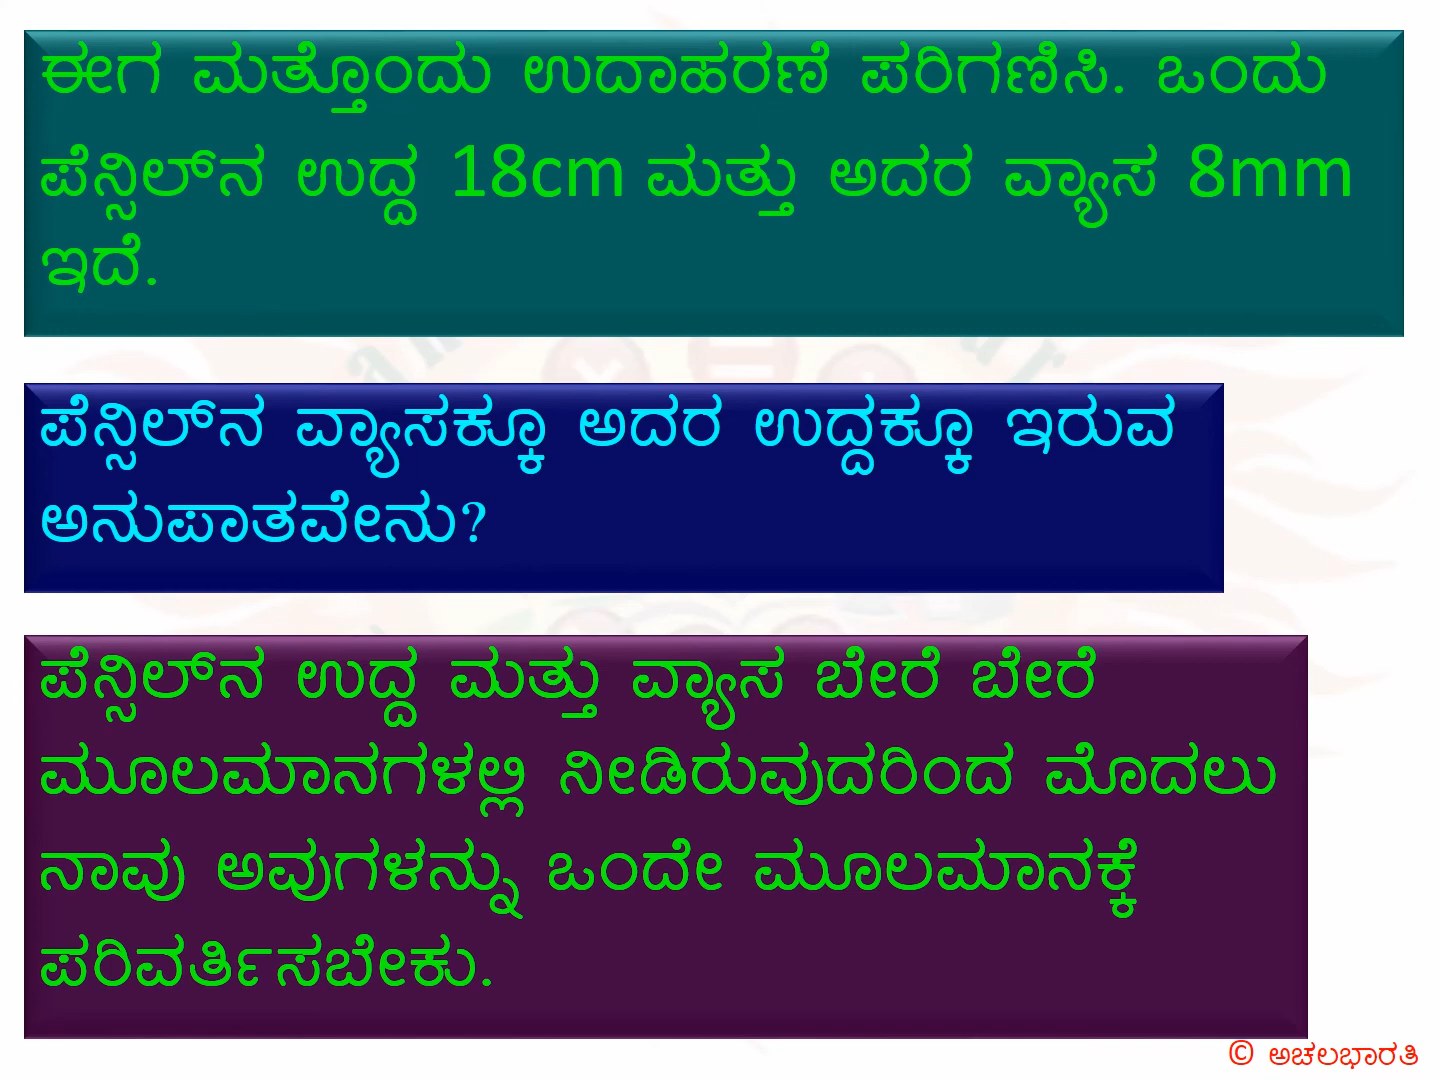 ಈಗ ಮತ್ತೊಂದು ಉದಾಹರಣೆ ಪರಿಗಣಿಸಿ. ಒಂದು
ಪೆನ್ಸಿಲ್‌ನ ಉದ್ದ 18cm ಮತ್ತು ಅದರ ವ್ಯಾಸ 8mm
ಇದೆ.
ಪೆನ್ಸಿಲ್‌ನ ವ್ಯಾಸಕ್ಕೂ ಅದರ ಉದ್ದಕ್ಕೂ ಇರುವ
ಅನುಪಾತವೇನು?
ಪೆನ್ಸಿಲ್‌ನ ಉದ್ದ ಮತ್ತು ವ್ಯಾಸ ಬೇರೆ ಬೇರೆ
ಮೂಲಮಾನಗಳಲ್ಲಿ ನೀಡಿರುವುದರಿಂದ ಮೊದಲು
ನಾವು ಅವುಗಳನ್ನು ಒಂದೇ ಮೂಲಮಾನಕ್ಕೆ
ಪರಿವರ್ತಿಸಬೇಕು.
© ಅಚಲಭಾರತಿ